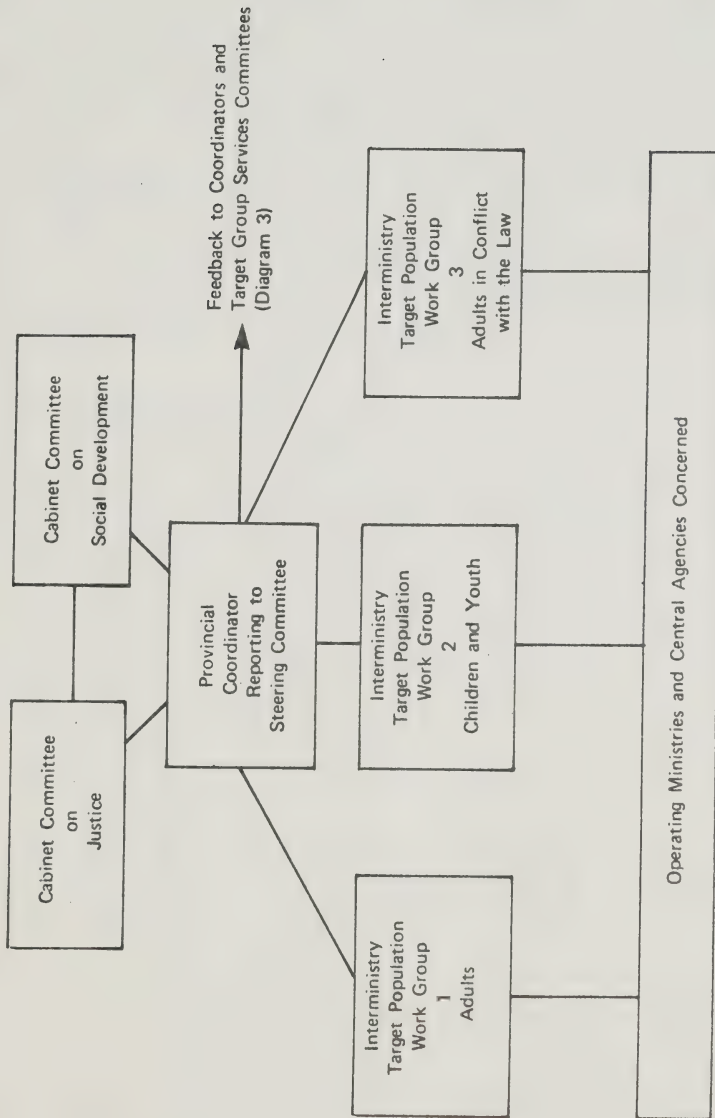 Cabinet Committee
on
Justice
Cabinet Committee
on
Social Development
Provincial
Coordinator
Reporting to
Steering Committee
Feedback to Coordinators and
Target Group Services Committees
(Diagram 3)
Interministry
Target Population
Work Group
1
Adults
Interministry
Target Population
Work Group
2
Children and Youth
Interministry
Target Population
Work Group
3
Adults in Conflict
with the Law
Operating Ministries and Central Agencies Concerned